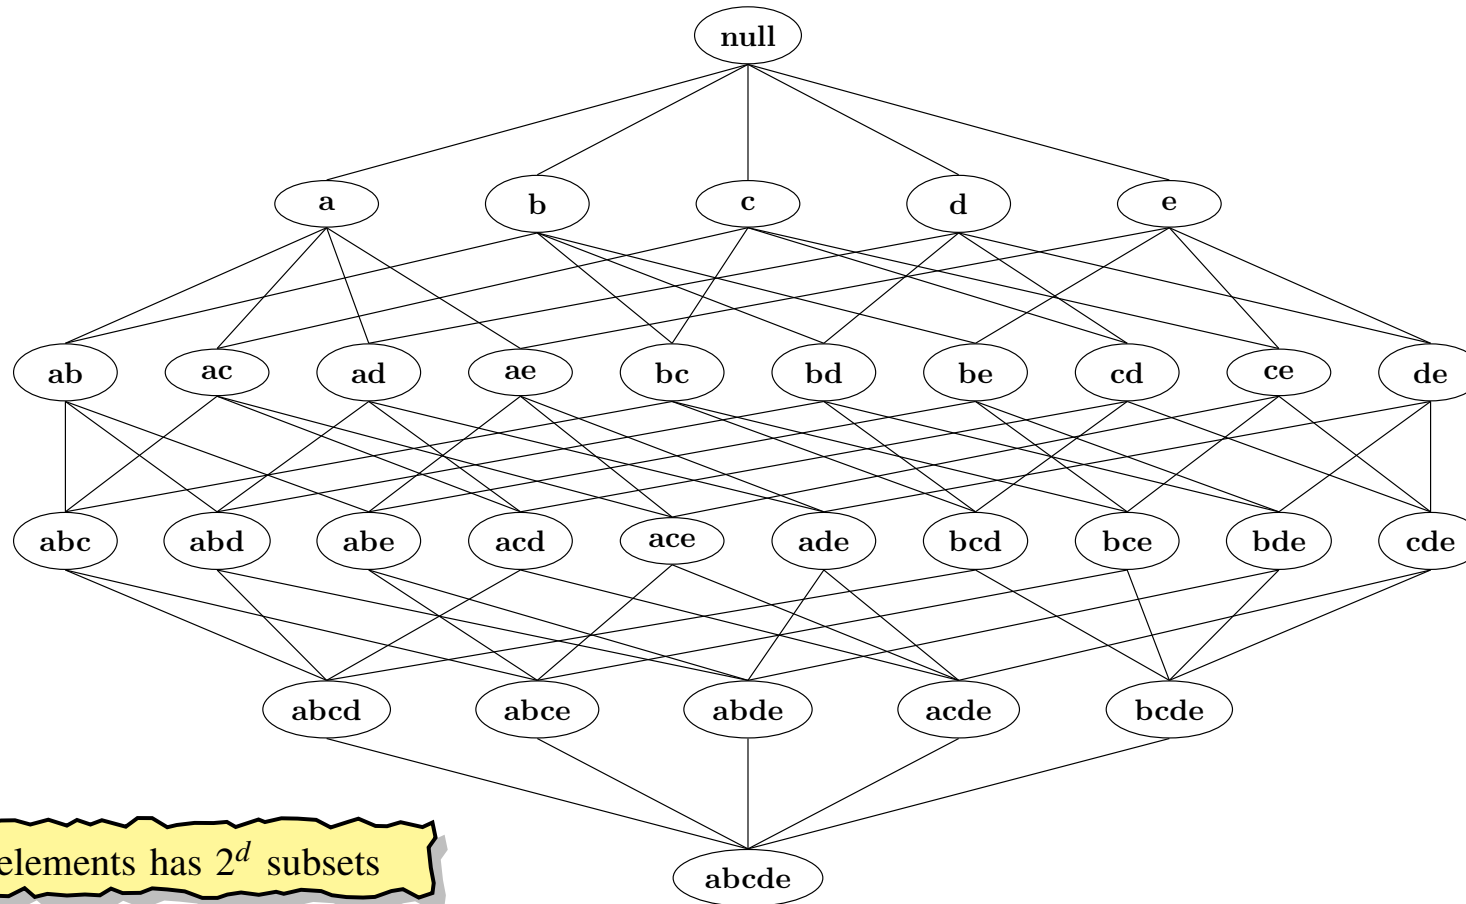 null
a b c d e
ab ac ad ae bc bd be cd ce de
abc abd abe acd ace ade bcd bce bde cde
abcd abce abde acde bcde
elements has 2^d subsets
abcde